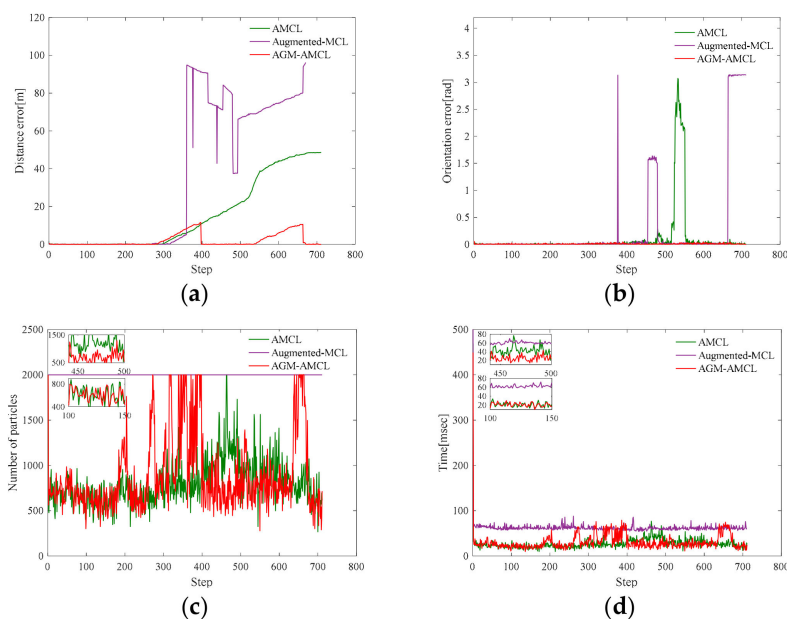 120
100
80
60
40
20
0
Distance error[m]
AMCL
Augmented-MCL
AGM-AMCL
0 100 200 300 400 500 600 700 800
Step
(a)
4
3.5
3
2.5
2
1.5
1
0.5
0
Orientation error[rad]
AMCL
Augmented-MCL
AGM-AMCL
0 100 200 300 400 500 600 700 800
Step
(b)
2500
2000
1500
1000
500
0
Number of particles
1500
500
450 500
800
400
100 150
AMCL
Augmented-MCL
AGM-AMCL
0 100 200 300 400 500 600 700 800
Step
(c)
500
400
300
200
100
0
Time[msec]
80
60
40
20
450 500
80
60
40
20
100 150
AMCL
Augmented-MCL
AGM-AMCL
0 100 200 300 400 500 600 700 800
Step
(d)